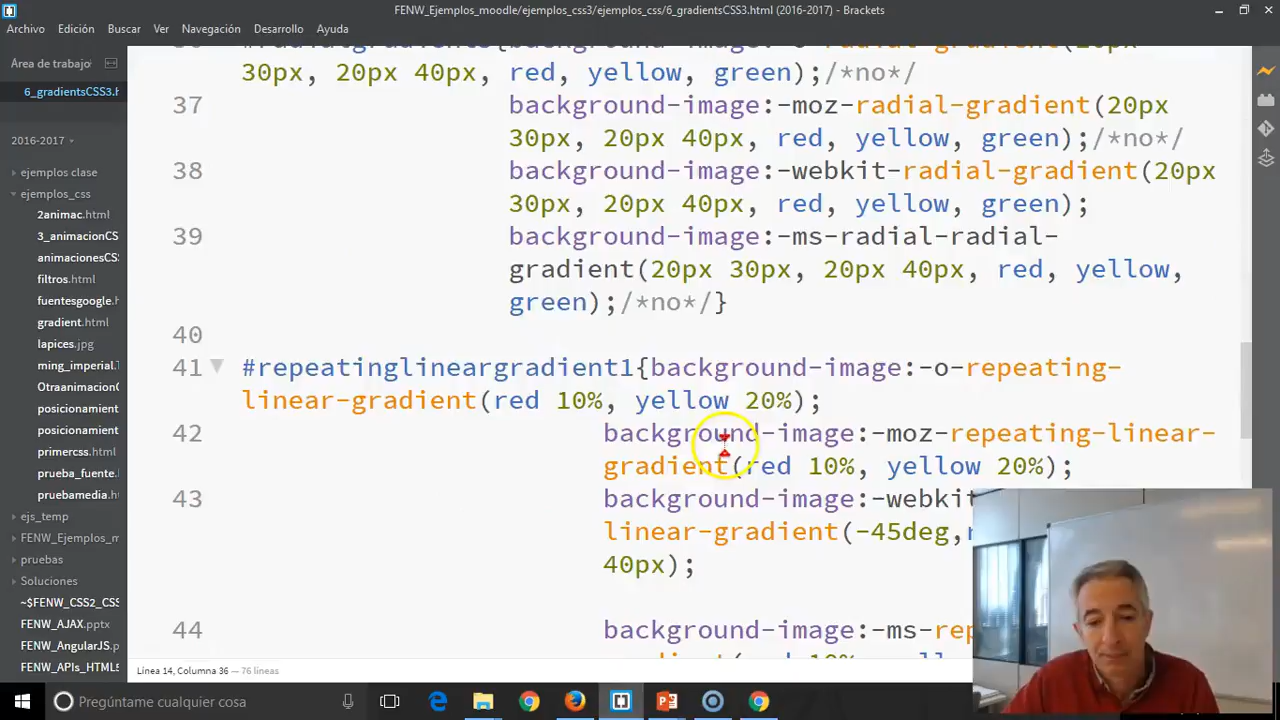 FENW_Ejemplos_moodle/ejemplos_css3/ejemplos_css/6_gradientsCSS3.html (2016-2017) - Brackets
Archivo Edición Buscar Ver Navegación Desarrollo Ayuda
Área de trabajo
6_gradientsCSS3.h
2016-2017
ejemplos clase
ejemplos_css
2animac.html
3_animacionCS
animacionesCS
filtros.html
fuentesgoogle.h
gradient.html
lapices.jpg
ming_imperial.T
Otraanimacion
posicionamient
posicionamient
primercss.html
prueba_fuente.
pruebamedia.h
ejs_temp
FENW_Ejemplos_m
pruebas
Soluciones
~$FENW_CSS2_CSS
FENW_AJAX.pptx
FENW_AngularJS.p
FENW_APIs_HTML5
30px, 20px 40px, red, yellow, green);/*no*/
37 background-image:-moz-radial-gradient(20px
30px, 20px 40px, red, yellow, green);/*no*/
38 background-image:-webkit-radial-gradient(20px
30px, 20px 40px, red, yellow, green);
39 background-image:-ms-radial-radial-
gradient(20px 30px, 20px 40px, red, yellow,
green);/*no*/}
40
41 #repeatinglineargradient1{background-image:-o-repeating-
linear-gradient(red 10%, yellow 20%);
42 background-image:-moz-repeating-linear-
gradient(red 10%, yellow 20%);
43 background-image:-webkit
linear-gradient(-45deg,
40px);
44 background-image:-ms-rep
Línea 14, Columna 36 — 76 líneas
Pregúntame cualquier cosa